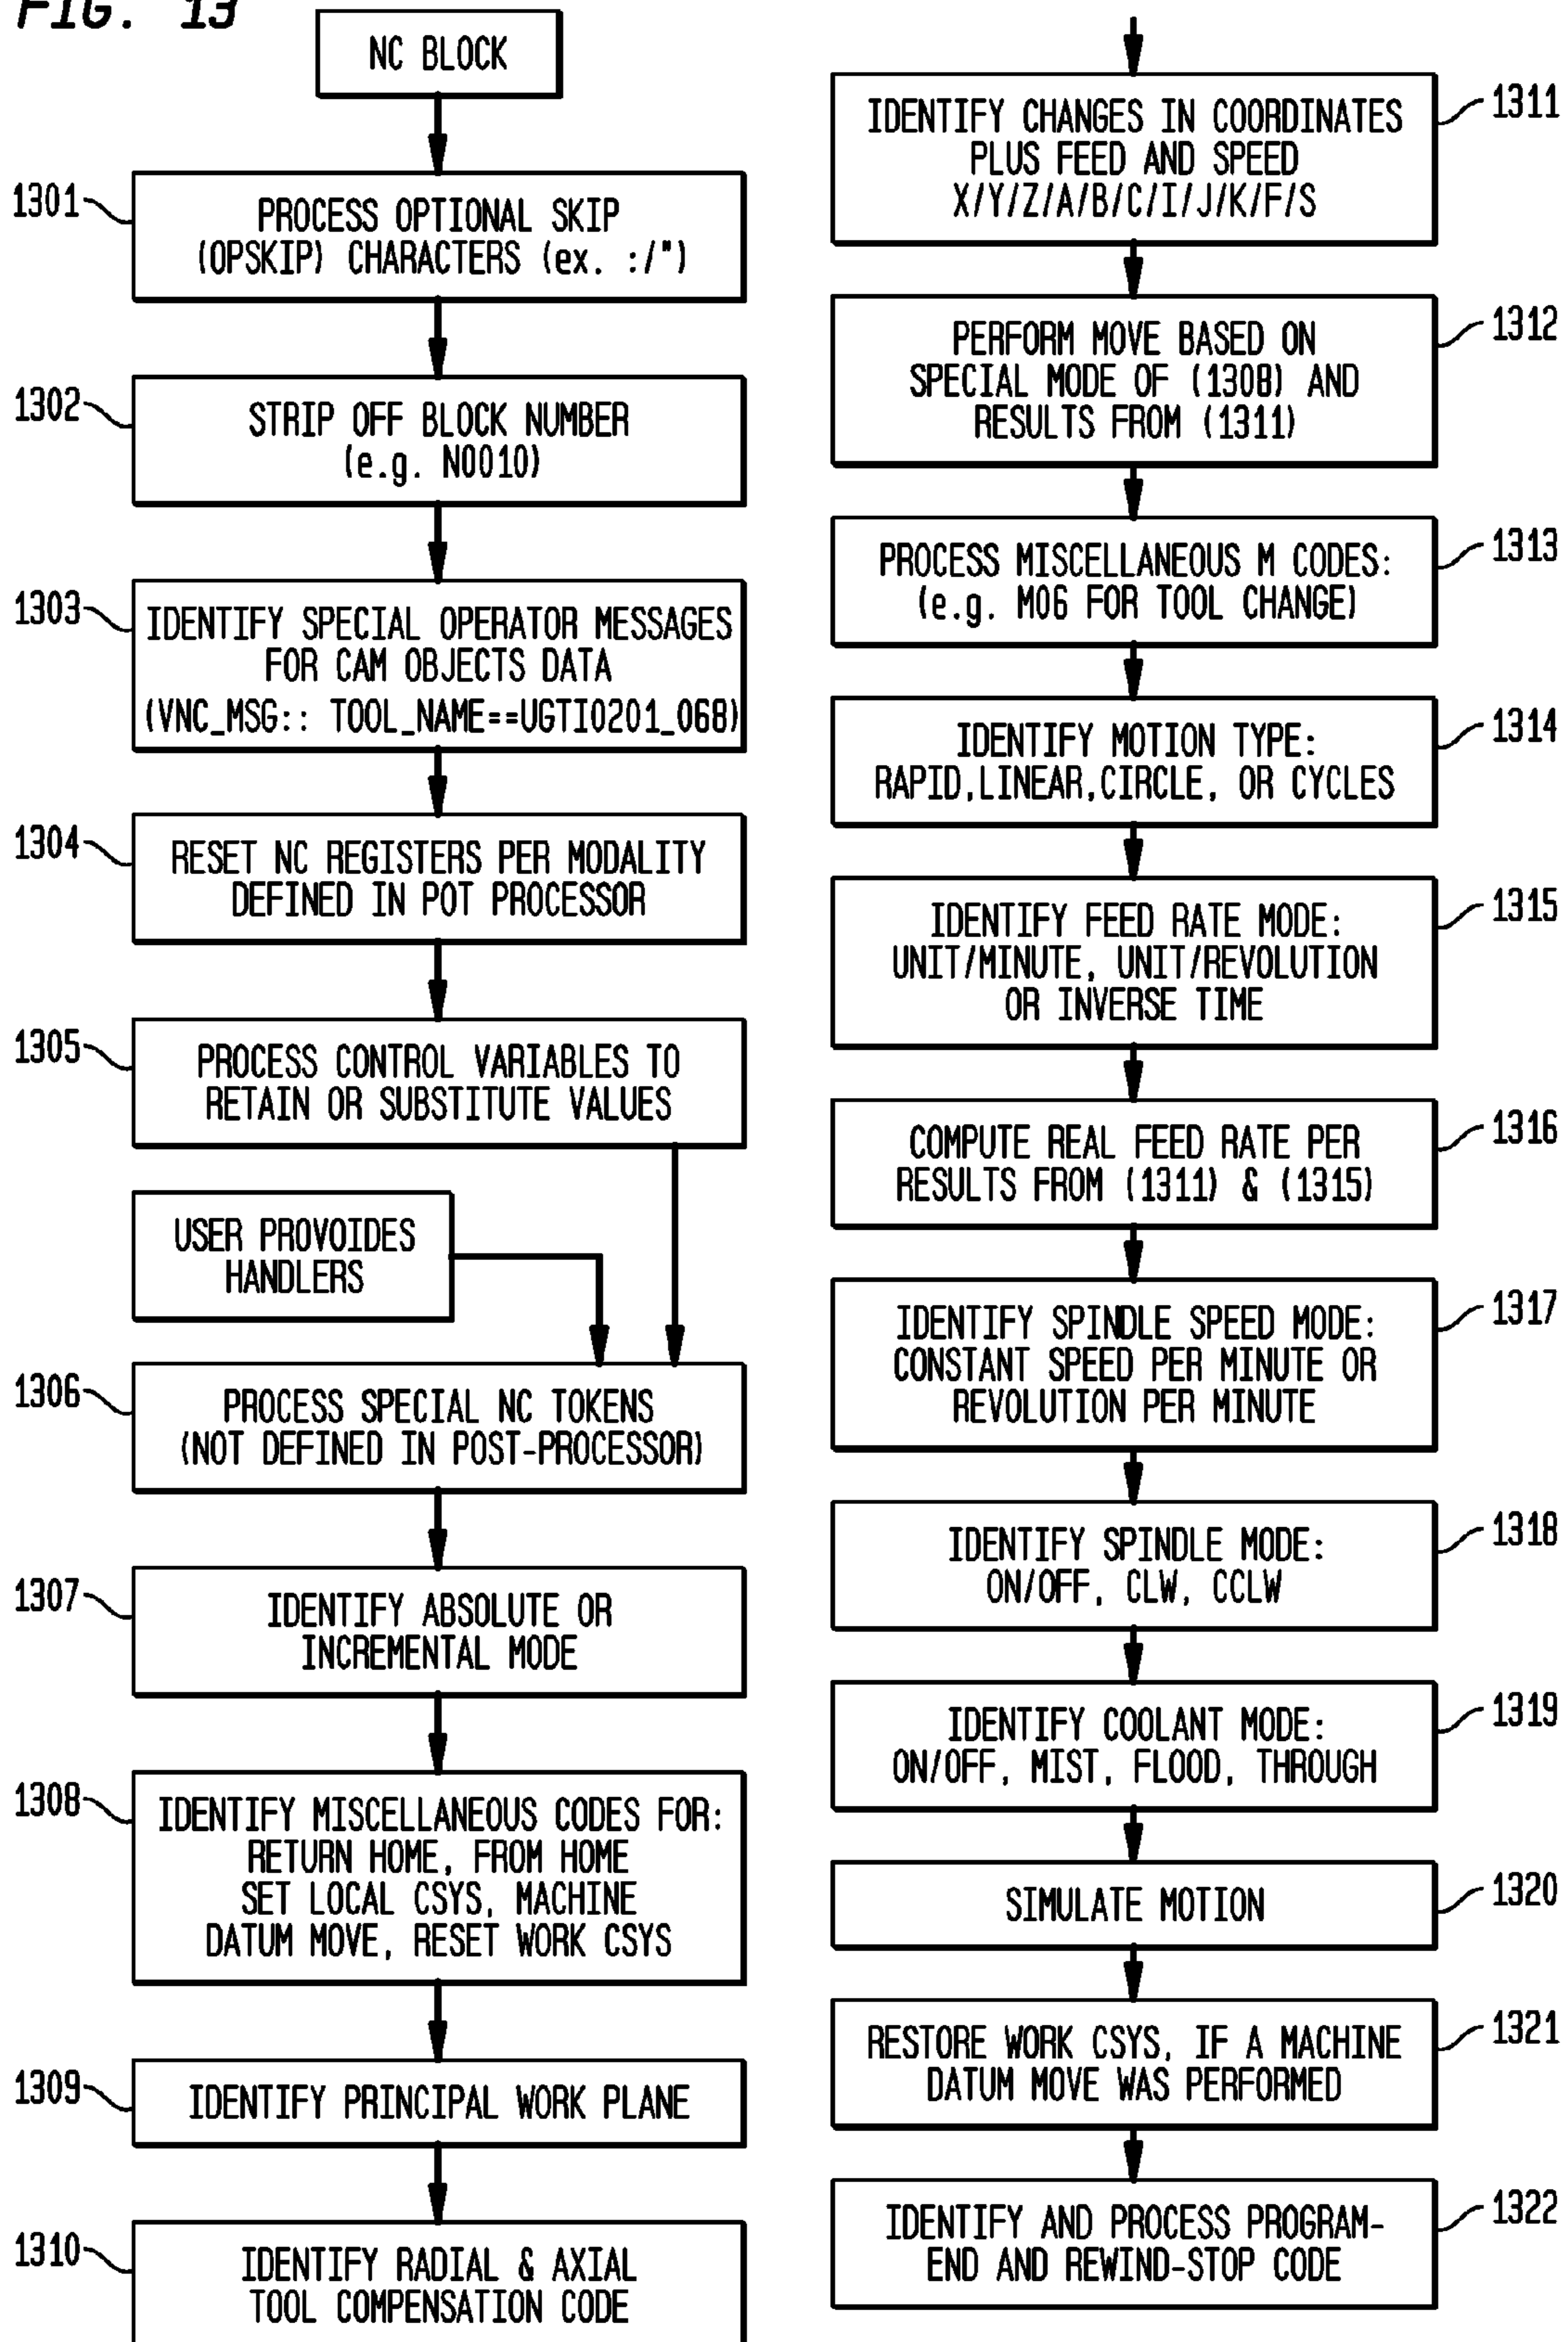 FIG. 13
NC BLOCK
1301
PROCESS OPTIONAL SKIP
(OPSKIP) CHARACTERS (ex. :/")
1302
STRIP OFF BLOCK NUMBER
(e.g. N0010)
1303
IDENTIFY SPECIAL OPERATOR MESSAGES
FOR CAM OBJECTS DATA
(VNC_MSG:: TOOL_NAME==UGTI0201_068)
1304
RESET NC REGISTERS PER MODALITY
DEFINED IN POT PROCESSOR
1305
PROCESS CONTROL VARIABLES TO
RETAIN OR SUBSTITUTE VALUES
USER PROVOIDES
HANDLERS
1306
PROCESS SPECIAL NC TOKENS
(NOT DEFINED IN POST-PROCESSOR)
1307
IDENTIFY ABSOLUTE OR
INCREMENTAL MODE
1308
IDENTIFY MISCELLANEOUS CODES FOR:
RETURN HOME, FROM HOME
SET LOCAL CSYS, MACHINE
DATUM MOVE, RESET WORK CSYS
1309
IDENTIFY PRINCIPAL WORK PLANE
1310
IDENTIFY RADIAL & AXIAL
TOOL COMPENSATION CODE
1311
IDENTIFY CHANGES IN COORDINATES
PLUS FEED AND SPEED
X/Y/Z/A/B/C/I/J/K/F/S
1312
PERFORM MOVE BASED ON
SPECIAL MODE OF (1308) AND
RESULTS FROM (1311)
1313
PROCESS MISCELLANEOUS M CODES:
(e.g. M06 FOR TOOL CHANGE)
1314
IDENTIFY MOTION TYPE:
RAPID,LINEAR,CIRCLE, OR CYCLES
1315
IDENTIFY FEED RATE MODE:
UNIT/MINUTE, UNIT/REVOLUTION
OR INVERSE TIME
1316
COMPUTE REAL FEED RATE PER
RESULTS FROM (1311) & (1315)
1317
IDENTIFY SPINDLE SPEED MODE:
CONSTANT SPEED PER MINUTE OR
REVOLUTION PER MINUTE
1318
IDENTIFY SPINDLE MODE:
ON/OFF, CLW, CCLW
1319
IDENTIFY COOLANT MODE:
ON/OFF, MIST, FLOOD, THROUGH
1320
SIMULATE MOTION
1321
RESTORE WORK CSYS, IF A MACHINE
DATUM MOVE WAS PERFORMED
1322
IDENTIFY AND PROCESS PROGRAM-
END AND REWIND-STOP CODE